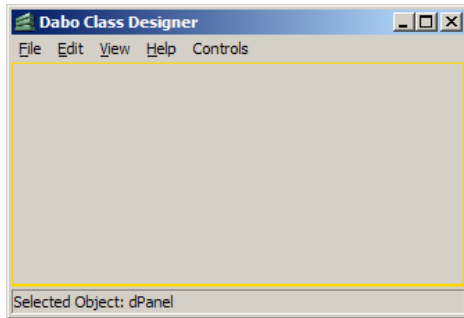 Dabo Class Designer
File Edit View Help Controls
Selected Object: dPanel